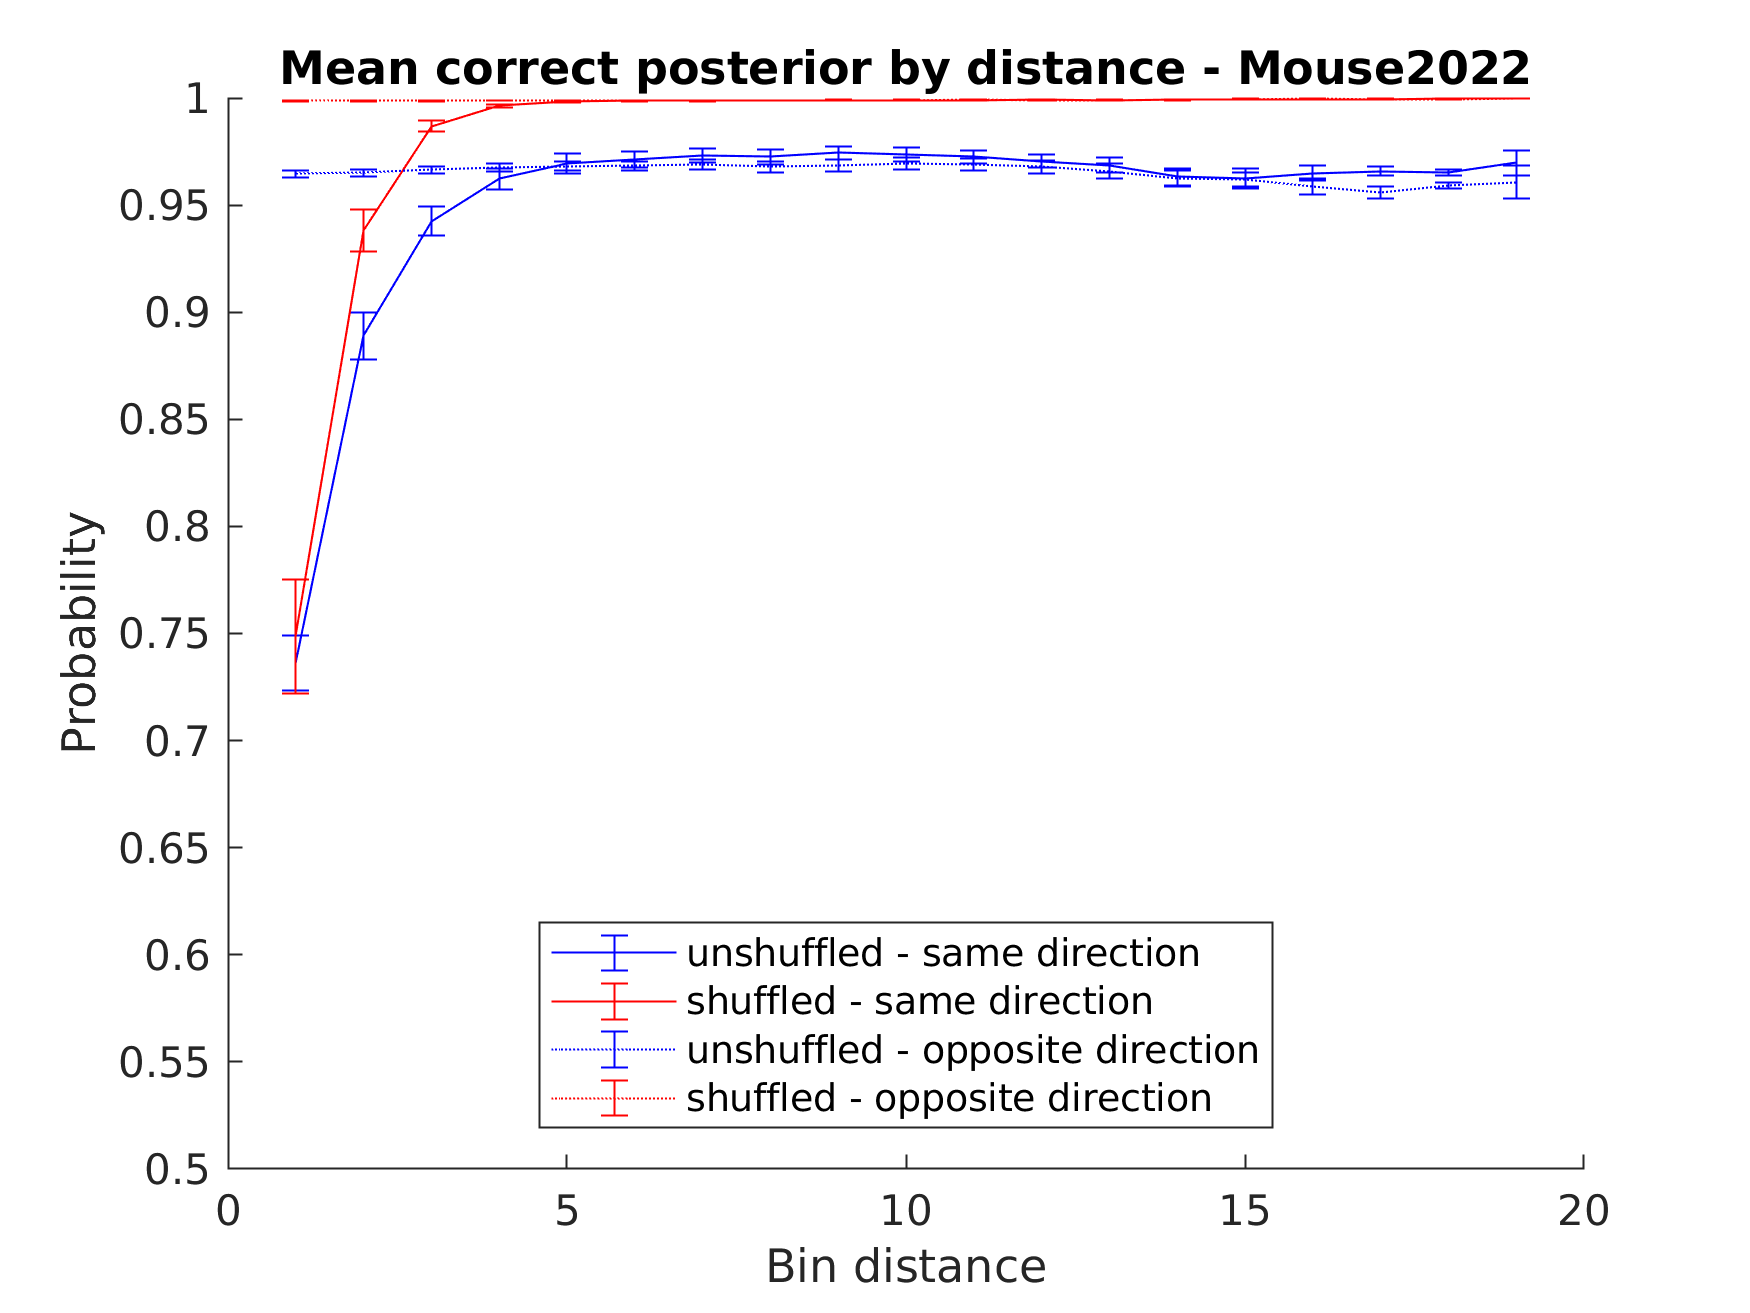 Mean correct posterior by distance - Mouse2022
1
0.95
0.9
0.85
0.8
0.75
0.7
0.65
0.6
0.55
0.5
Probability
unshuffled - same direction
shuffled - same direction
unshuffled - opposite direction
shuffled - opposite direction
0 5 10 15 20
Bin distance